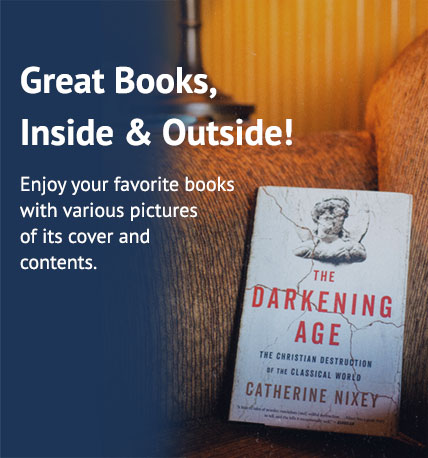 Great Books,
Inside & Outside!
Enjoy your favorite books
with various pictures
of its cover and
contents.
THE
DARKENING
AGE
THE CHRISTIAN DESTRUCTION
OF THE CLASSICAL WORLD
CATHERINE NIXEY